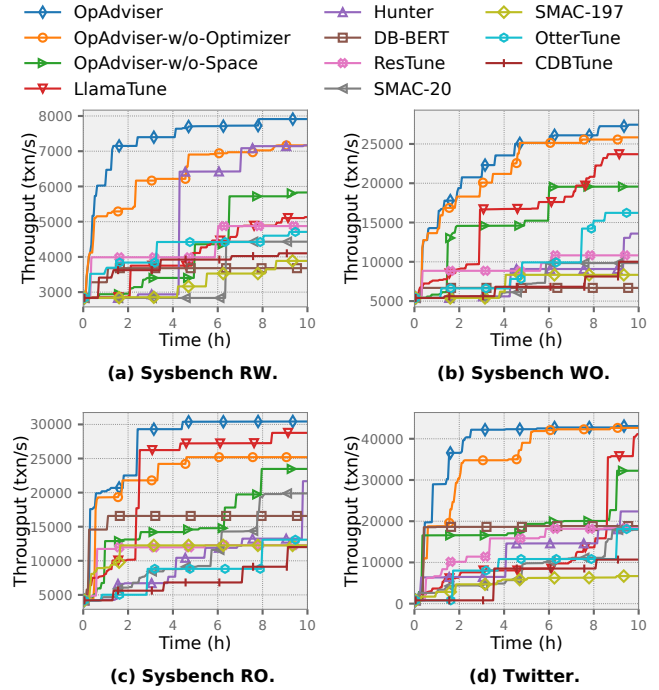 OpAdviser
OpAdviser-w/o-Optimizer
OpAdviser-w/o-Space
LlamaTune
Hunter
DB-BERT
ResTune
SMAC-20
SMAC-197
OtterTune
CDBTune
Througput (txn/s)
8000
7000
6000
5000
4000
3000
0 2 4 6 8 10
Time (h)
(a) Sysbench RW.
Througput (txn/s)
25000
20000
15000
10000
5000
0 2 4 6 8 10
Time (h)
(b) Sysbench WO.
Througput (txn/s)
30000
25000
20000
15000
10000
5000
0 2 4 6 8 10
Time (h)
(c) Sysbench RO.
Througput (txn/s)
40000
30000
20000
10000
0
0 2 4 6 8 10
Time (h)
(d) Twitter.